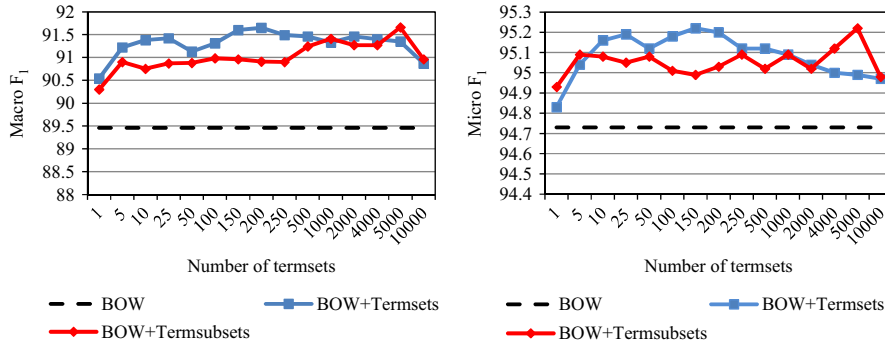 92
91.5
91
90.5
90
89.5
89
88.5
88
Macro F1
1 5 10 25 50 100 150 200 250 500 1000 2000 4000 5000 10000
Number of termsets
BOW BOW+Termsets
BOW+Termsubsets
95.3
95.2
95.1
95
94.9
94.8
94.7
94.6
94.5
94.4
Micro F1
1 5 10 25 50 100 150 200 250 500 1000 2000 4000 5000 10000
Number of termsets
BOW BOW+Termsets
BOW+Termsubsets